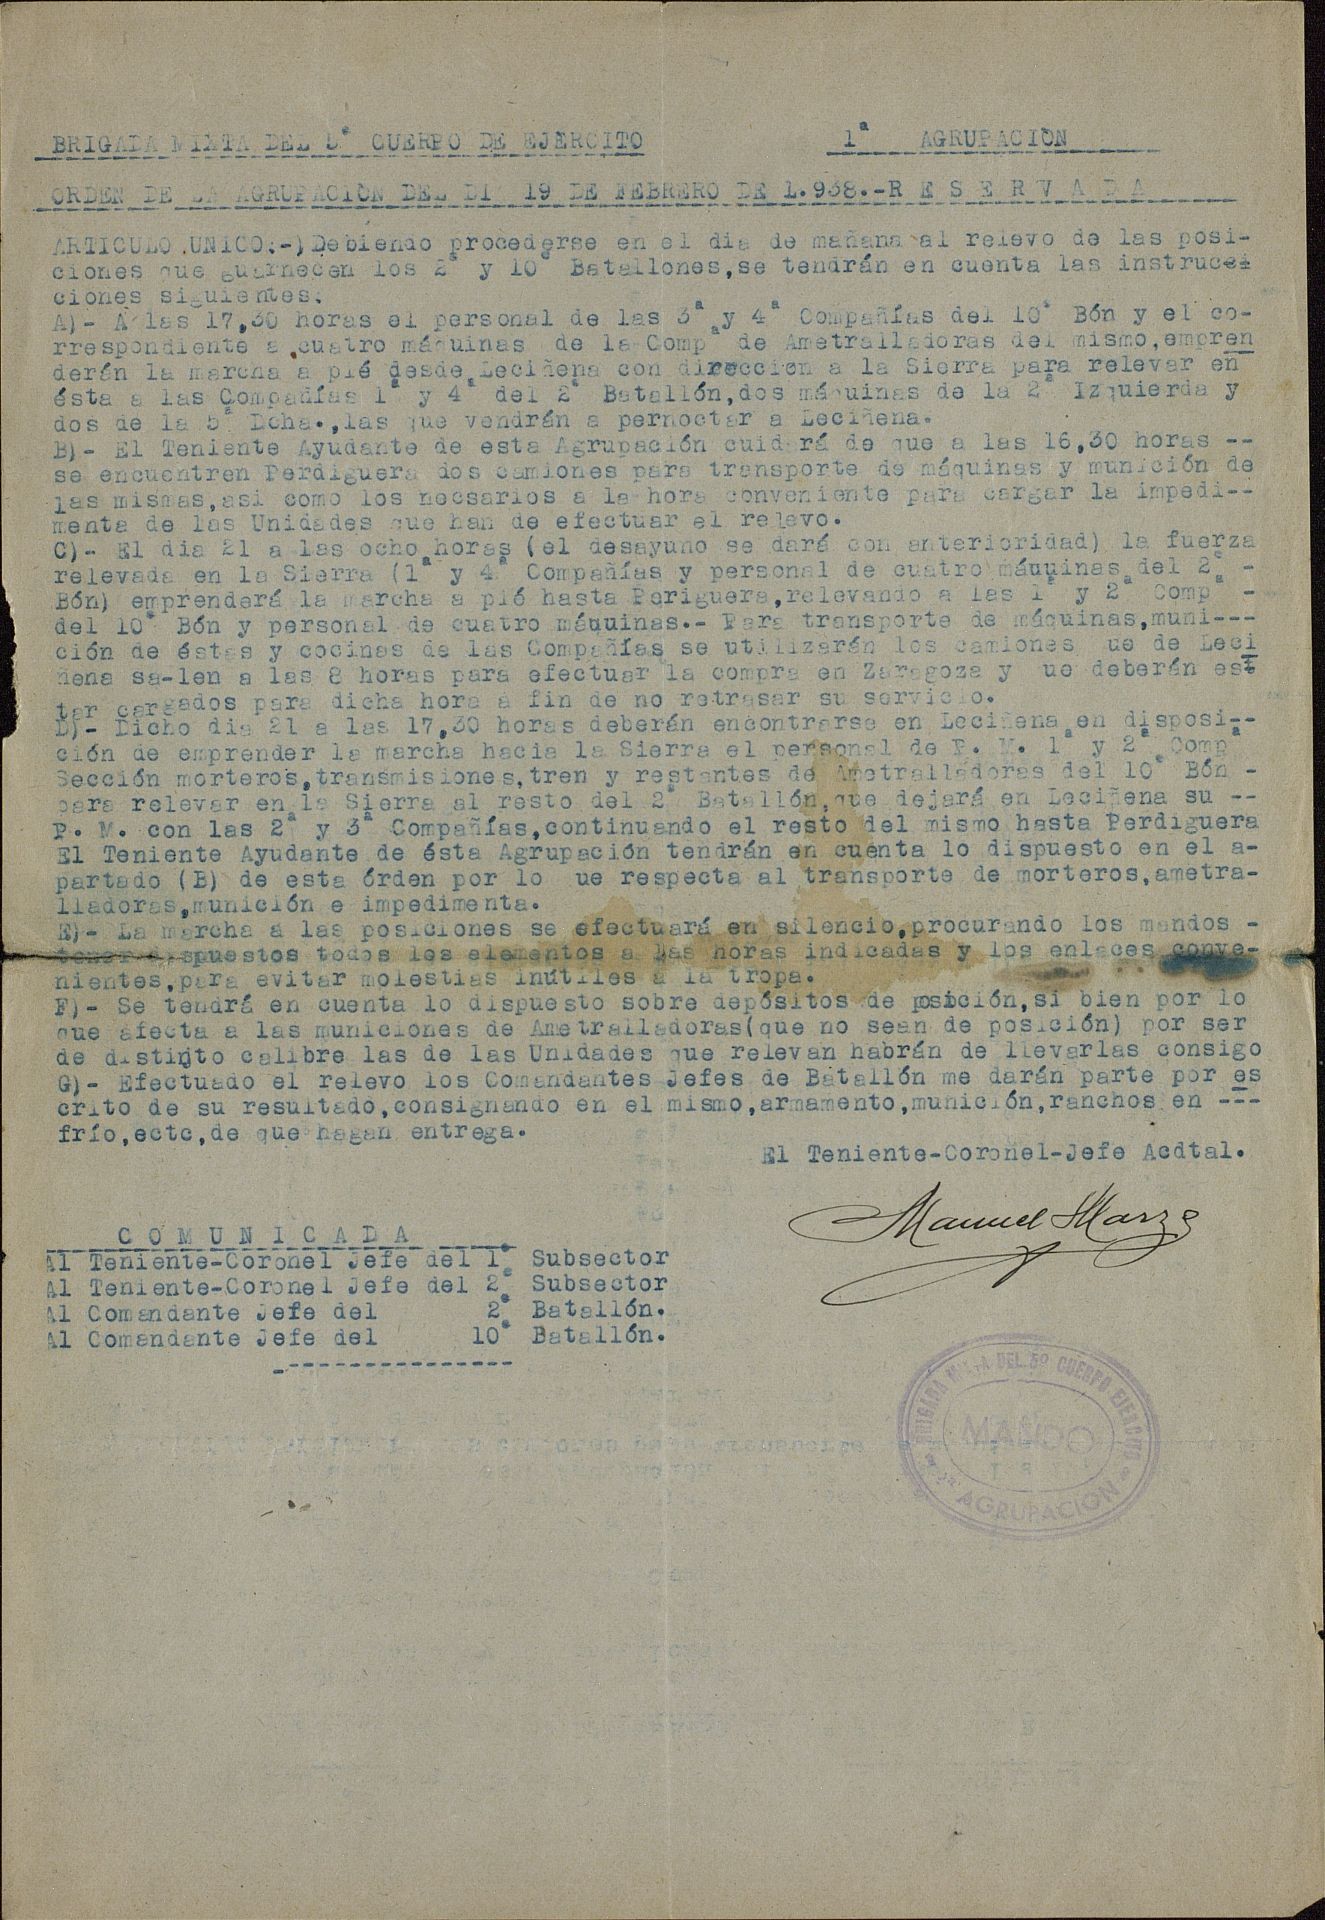 BRIGADA MIXTA DEL 5º CUERPO DE EJERCITO 1ª AGRUPACION
ORDEN DE LA AGRUPACION DEL DI 19 DE FEBRERO DE 1.938.-R E S E R V A D A
ARTICULO UNICO:-)Debiendo procederse en el dia de mañana al relevo de las posi-
ciones que guarnecen los 2º y 10º Batallones,se tendrán en cuenta las instrucci
ciones siguientes:
A)- A las 17,30 horas el personal de las 3ª y 4ª Compañías del 10º Bón y el co-
rrespondiente a cuatro máquinas de la Compª de Ametralladoras del mismo,empren
derán la marcha a pié desde Leciñena con direccion a la Sierra para relevar en
ésta a las Compañías 1ª y 4ª del 2º Batallón,dos máquinas de la 2ª Izquierda y
dos de la 5ª Dcha.,las que vendrán a pernoctar a Leciñena.
B)- El Teniente Ayudante de esta Agrupación cuidará de que a las 16,30 horas --
se encuentren Perdiguera dos camiones para transporte de máquinas y munición de
las mismas,asi como los necsarios a la hora conveniente para cargar la impedi--
menta de las Unidades que han de efectuar el relevo.
C)- El dia 21 a las ocho horas (el desayuno se dará con anterioridad) la fuerza
relevada en la Sierra (1ª y 4ª Compañías y personal de cuatro máquinas del 2º -
Bón) emprenderá la marcha a pié hasta Periguera,relevando a las 1ª y 2ª Compª -
del 10º Bón y personal de cuatro máquinas.- Para transporte de máquinas,muni---
ción de éstas y cocinas de las Compañías se utilizarán los camiones ue de Leci
ñena sa-len a las 8 horas para efectuar la compra en Zaragoza y ue deberán est
tar cargados para dicha hora a fin de no retrasar su servicio.
D)- Dicho dia 21 a las 17,30 horas deberán encontrarse en Leciñena en disposi--
ción de emprender la marcha hacia la Sierra el personal de P. M. 1ª y 2ª Compª
Sección morteros,transmisiones,tren y restantes de Ametralladoras del 10º Bón -
para relevar en la Sierra al resto del 2º Batallón,que dejará en Leciñena su --
P. M. con las 2ª y 3ª Compañías,continuando el resto del mismo hasta Perdiguera
El Teniente Ayudante de ésta Agrupación tendrán en cuenta lo dispuesto en el a-
partado (B) de esta órden por lo ue respecta al transporte de morteros,ametra-
lladoras,munición e impedimenta.
E)- La marcha a las posiciones se efectuará en silencio,procurando los mandos -
tener dispuestos todos los elementos a las horas indicadas y los enlaces conve-
nientes,para evitar molestias inútiles a la tropa.
F)- Se tendrá en cuenta lo dispuesto sobre depósitos de posición,si bien por lo
que afecta a las municiones de Ametralladoras(que no sean de posición) por ser
de distinto calibre las de las Unidades que relevan habrán de llevarlas consigo
G)- Efectuado el relevo los Comandantes Jefes de Batallón me darán parte por es
crito de su resultado,consignando en el mismo,armamento,munición,ranchos en ---
frío,ectc,de que hagan entrega.
El Teniente-Coroñel-Jefe Acdtal.
C O M U N I C A D A
Al Teniente-Coronel Jefe del 1º Subsector
Al Teniente-Coronel Jefe del 2º Subsector
Al Comandante Jefe del 2º Batallón.
Al Comandante Jefe del 10º Batallón.
BRIGADA MIXTA DEL 5º CUERPO EJERCITO
MANDO
1ª AGRUPACION